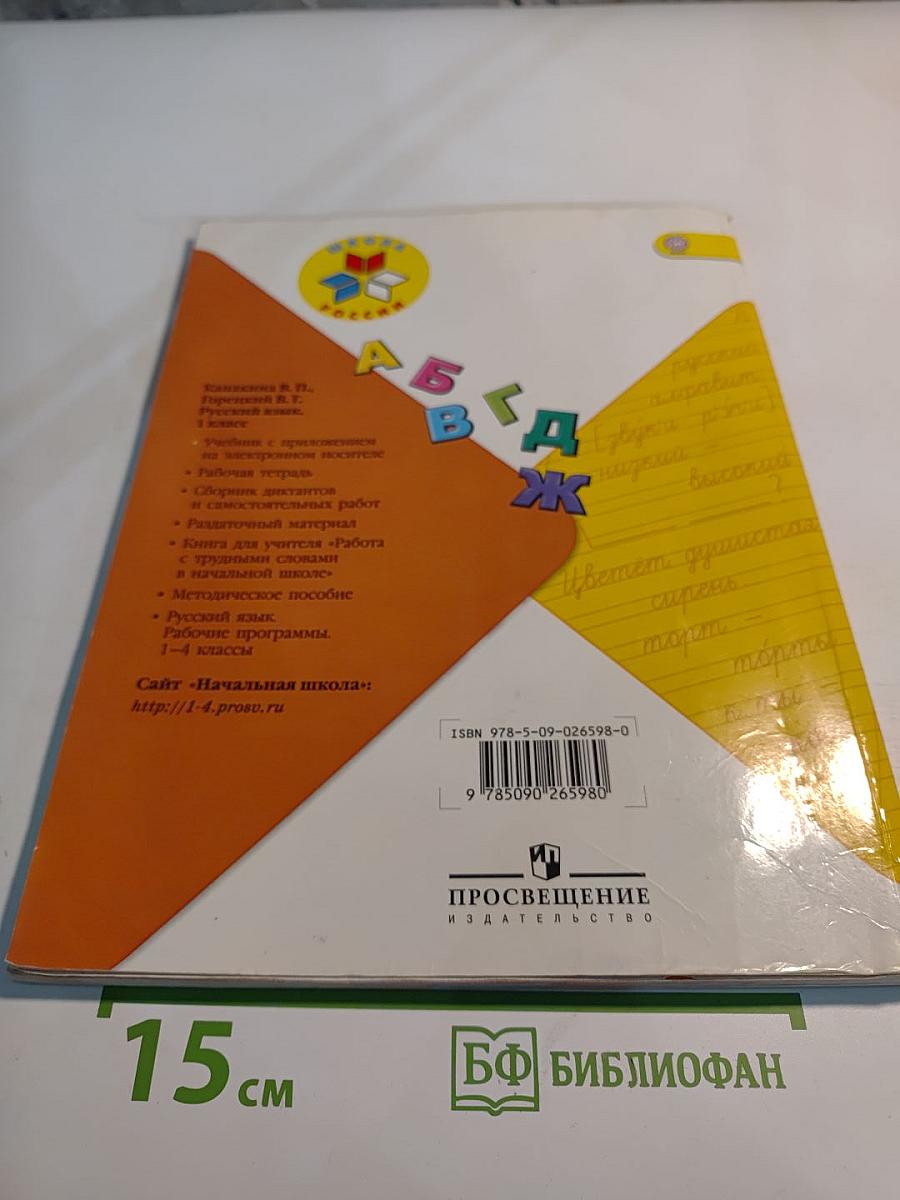 ШКОЛА
РОССИИ
А Б В Г Д Ж
Канакина В. П.,
Горецкий В. Г.
Русский язык.
1 класс
• Учебник с приложением
на электронном носителе
• Рабочая тетрадь
• Сборник диктантов
и самостоятельных работ
• Раздаточный материал
• Книга для учителя «Работа
с трудными словами
в начальной школе»
• Методическое пособие
• Русский язык.
Рабочие программы.
1–4 классы
Сайт «Начальная школа»:
http://1-4.prosv.ru
русский
алфавит
[звуки речи]
низкий –
высокий
?
Цветет душистая
сирень.
торт –
то́рты
ISBN 978-5-09-026598-0
9 785090 265980
ПРОСВЕЩЕНИЕ
ИЗДАТЕЛЬСТВО
15 см
БФ БИБЛИОФАН